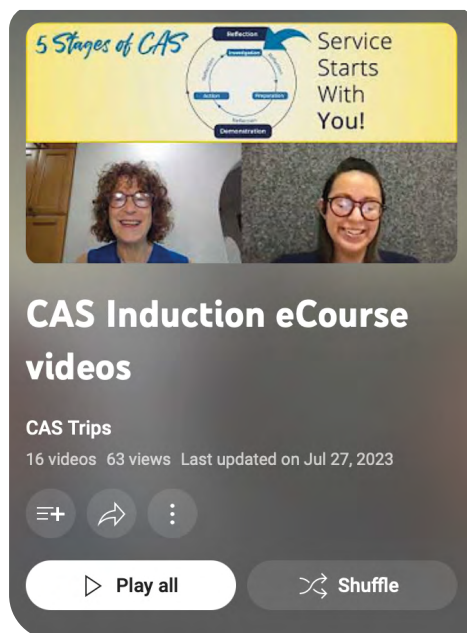 5 Stages of CAS
Reflection
Investigation
Action
Preparation
Demonstration
Service
Starts
With
You!
CAS Induction eCourse
videos
CAS Trips
16 videos 63 views Last updated on Jul 27, 2023
Play all
Shuffle